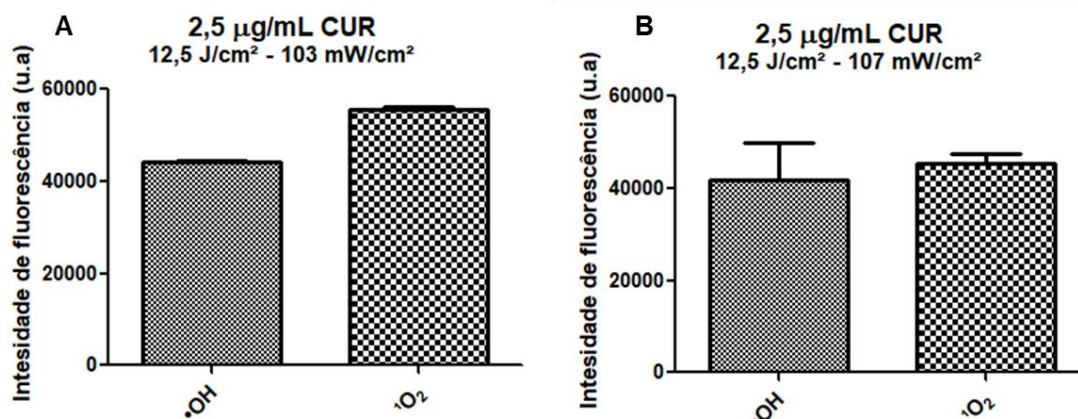 A
2,5 µg/mL CUR
12,5 J/cm² - 103 mW/cm²
Intesidade de fluorescência (u.a)
60000
40000
20000
0
•OH
¹O₂
B
2,5 µg/mL CUR
12,5 J/cm² - 107 mW/cm²
Intesidade de fluorescência (u.a)
60000
40000
20000
0
•OH
¹O₂